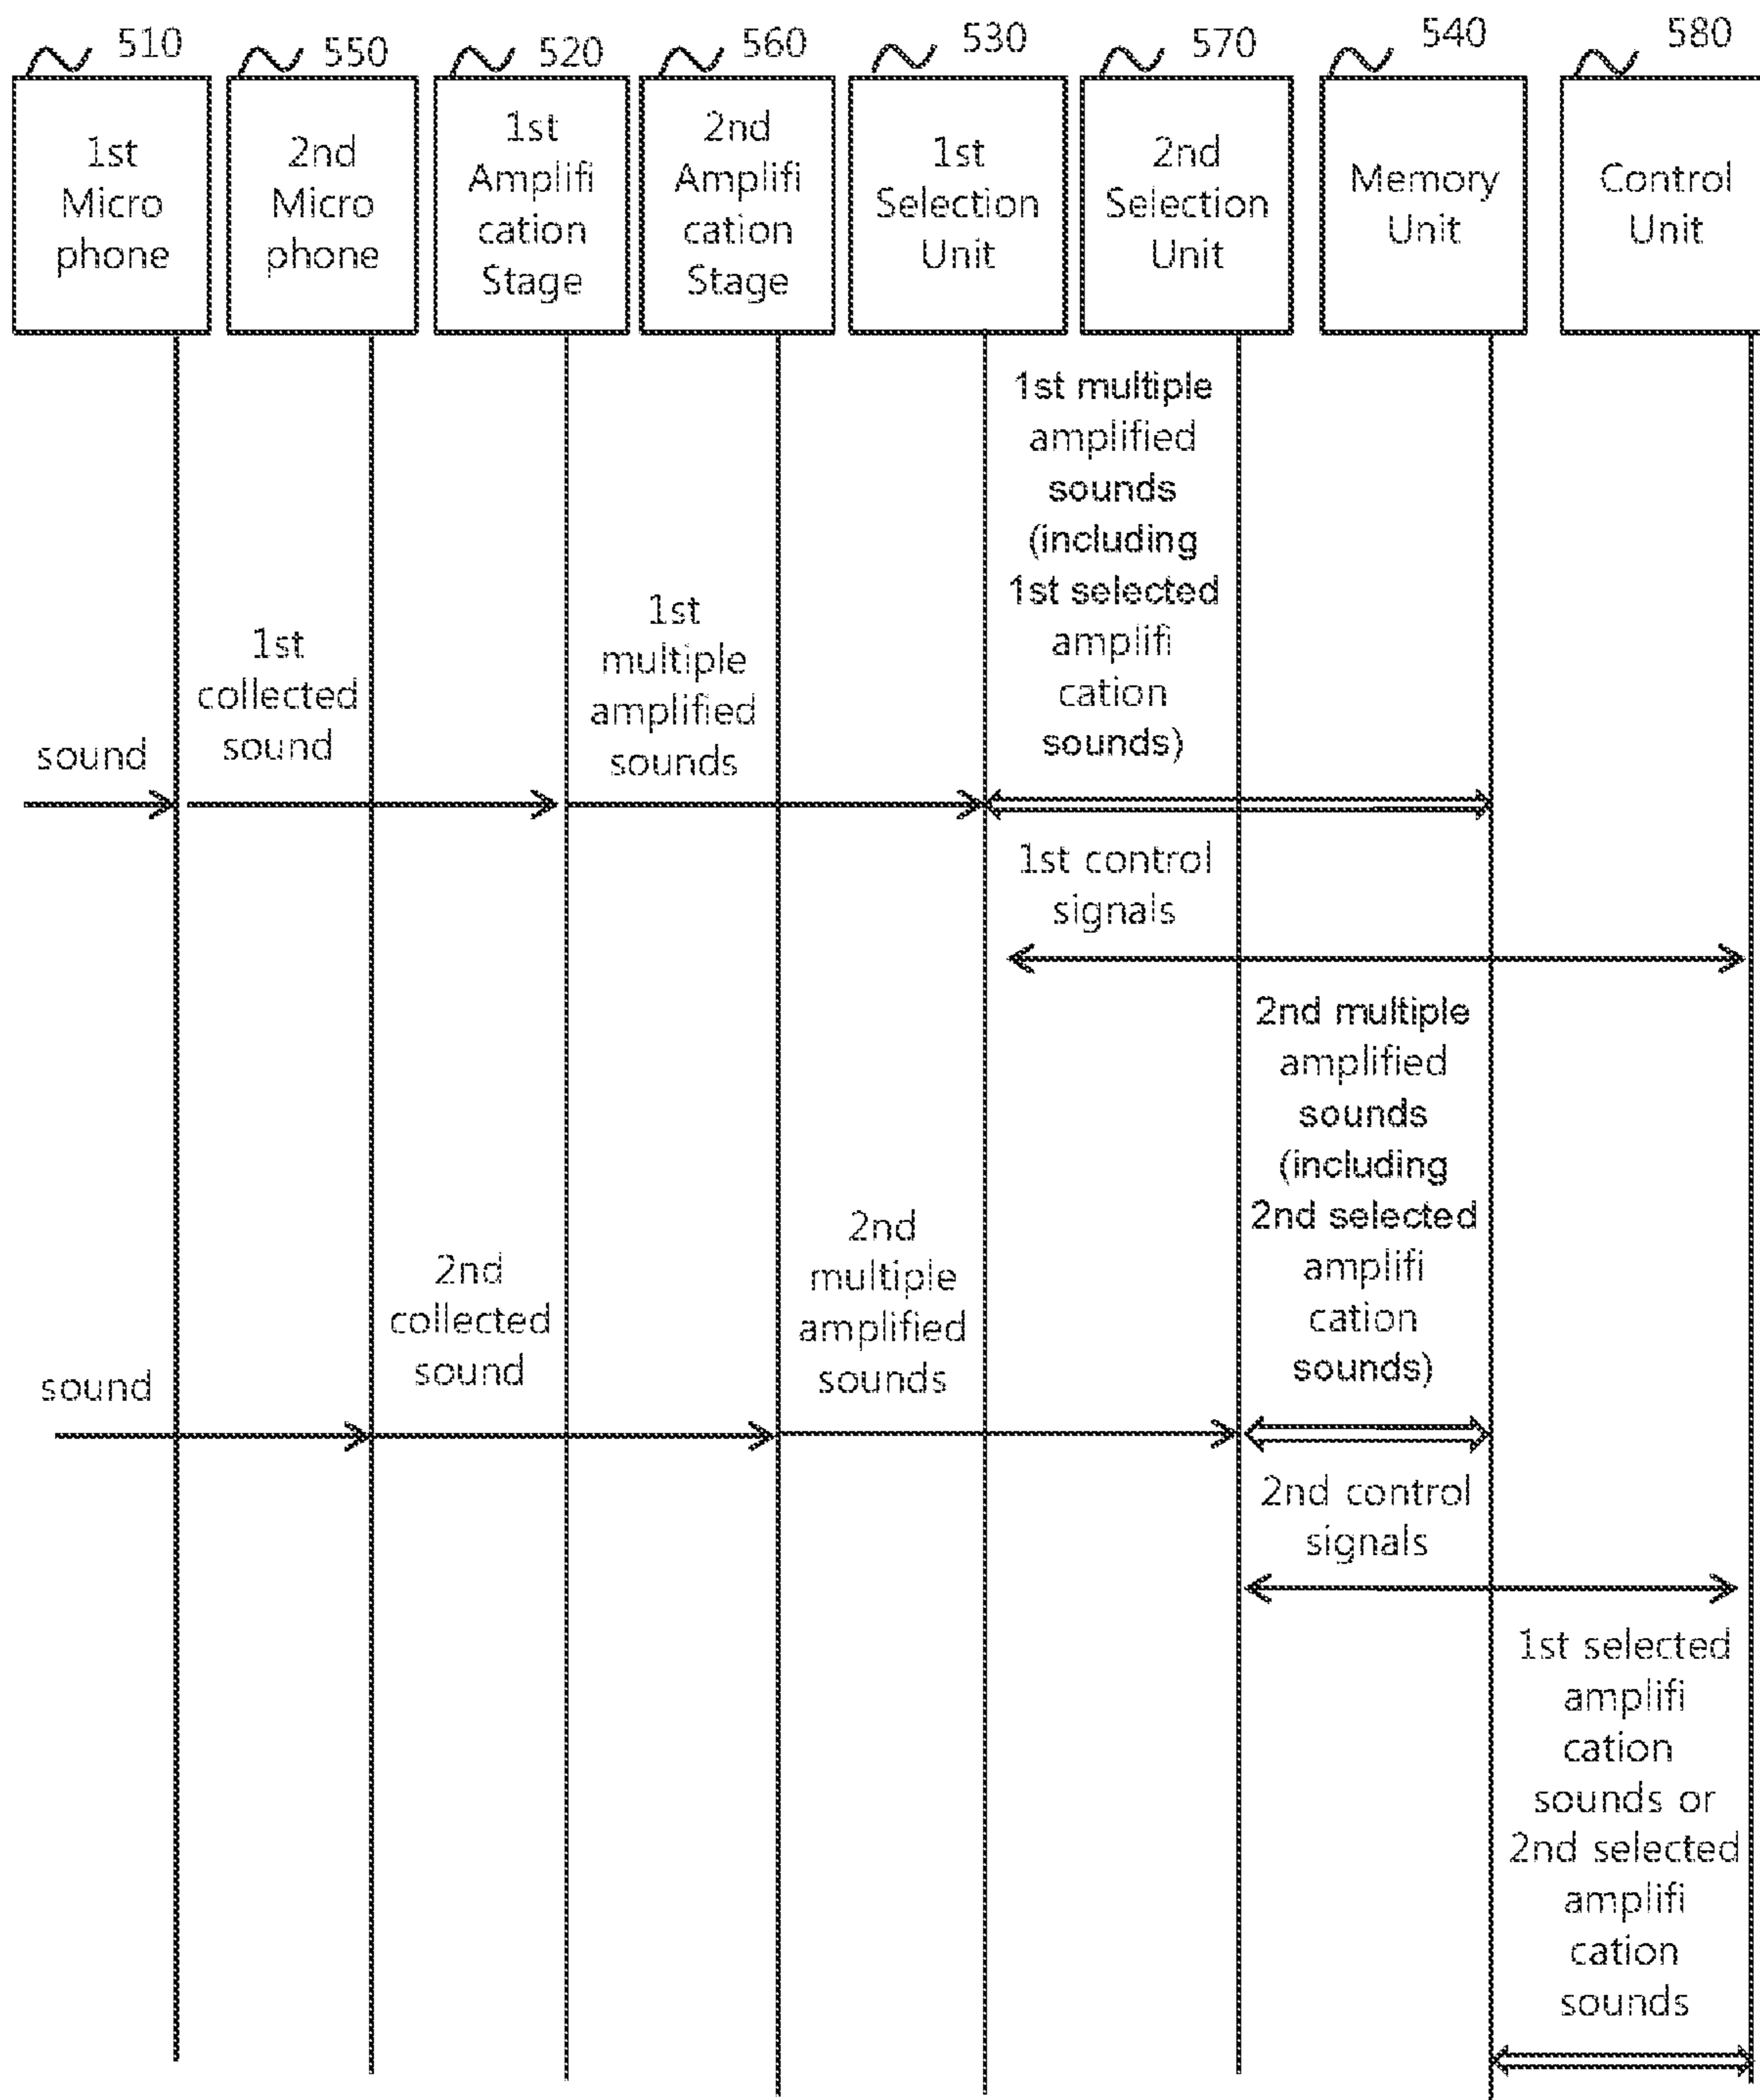 510
550
520
560
530
570
540
580
1st
Micro
phone
2nd
Micro
phone
1st
Amplifi
cation
Stage
2nd
Amplifi
cation
Stage
1st
Selection
Unit
2nd
Selection
Unit
Memory
Unit
Control
Unit
sound
1st
collected
sound
1st
multiple
amplified
sounds
1st multiple
amplified
sounds
(including
1st selected
amplifi
cation
sounds)
1st control
signals
sound
2nd
collected
sound
2nd
multiple
amplified
sounds
2nd multiple
amplified
sounds
(including
2nd selected
amplifi
cation
sounds)
2nd control
signals
1st selected
amplifi
cation
sounds or
2nd selected
amplifi
cation
sounds